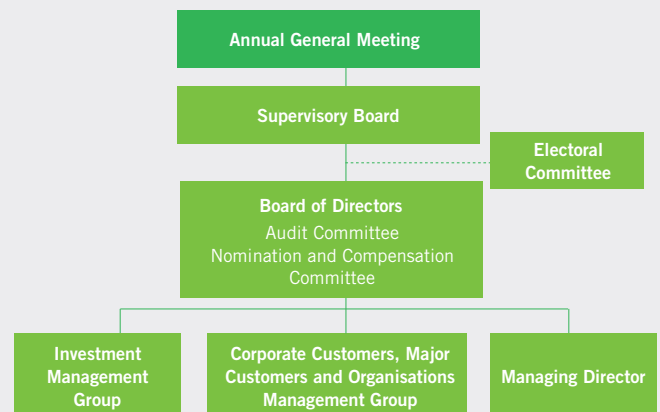 Annual General Meeting
Supervisory Board
Electoral
Committee
Board of Directors
Audit Committee
Nomination and Compensation
Committee
Investment
Management
Group
Corporate Customers, Major
Customers and Organisations
Management Group
Managing Director